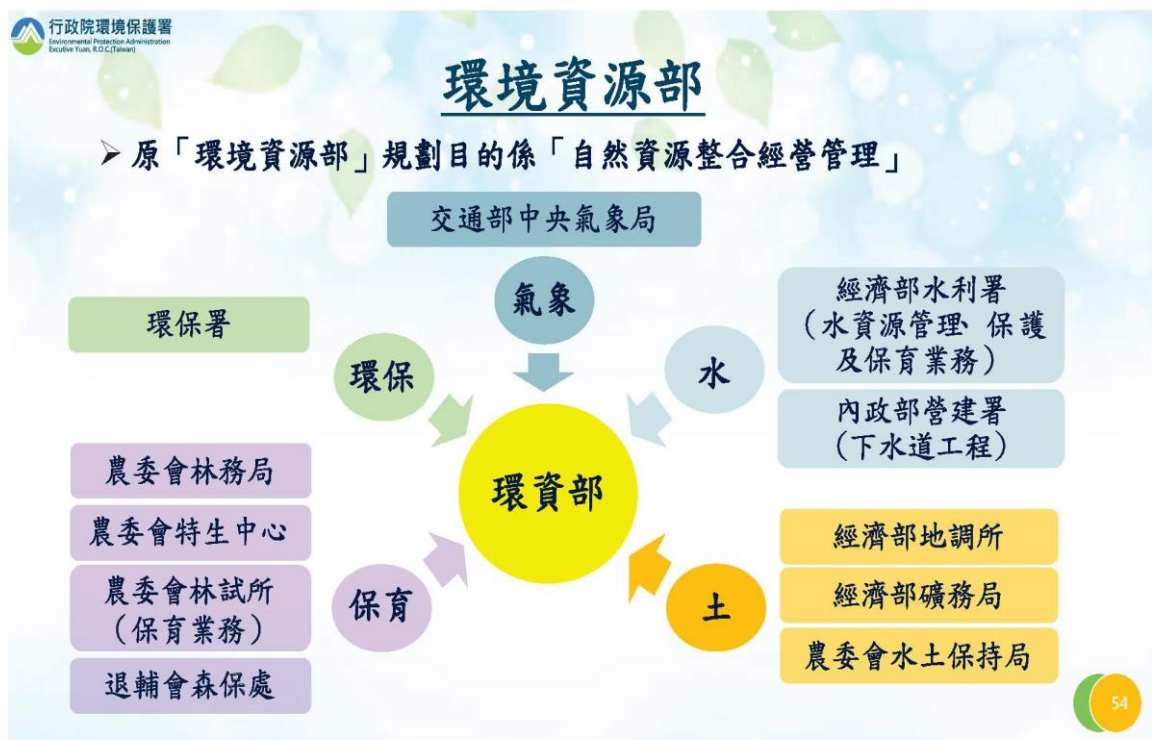 行政院環境保護署
Environmental Protection Administration
Excutive Yuan, R.O.C.(Taiwan)
環境資源部
➢ 原「環境資源部」規劃目的係「自然資源整合經營管理」
交通部中央氣象局
氣象
環保署
環保
經濟部水利署
(水資源管理、保護
及保育業務)
水
內政部營建署
(下水道工程)
環資部
農委會林務局
農委會特生中心
農委會林試所
(保育業務)
退輔會森保處
保育
土
經濟部地調所
經濟部礦務局
農委會水土保持局
54